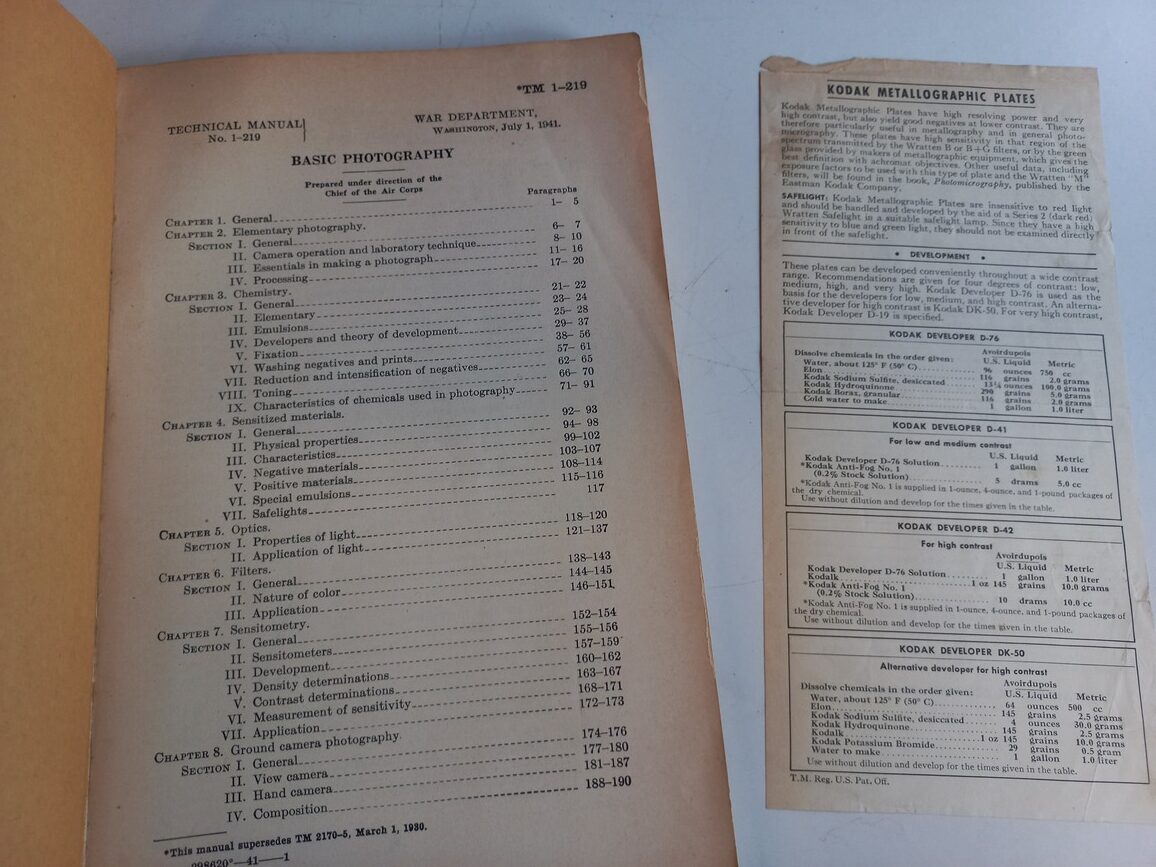 *TM 1–219
TECHNICAL MANUAL
No. 1–219
WAR DEPARTMENT,
WASHINGTON, July 1, 1941.
BASIC PHOTOGRAPHY
Prepared under direction of the
Chief of the Air Corps
Paragraphs
CHAPTER 1. General 1– 5
CHAPTER 2. Elementary photography.
SECTION I. General 6– 7
II. Camera operation and laboratory technique 8– 10
III. Essentials in making a photograph 11– 16
IV. Processing 17– 20
CHAPTER 3. Chemistry.
SECTION I. General 21– 22
II. Elementary 23– 24
III. Emulsions 25– 28
IV. Developers and theory of development 29– 37
V. Fixation 38– 56
VI. Washing negatives and prints 57– 61
VII. Reduction and intensification of negatives 62– 65
VIII. Toning 66– 70
IX. Characteristics of chemicals used in photography 71– 91
CHAPTER 4. Sensitized materials.
SECTION I. General 92– 93
II. Physical properties 94– 98
III. Characteristics 99–102
IV. Negative materials 103–107
V. Positive materials 108–114
VI. Special emulsions 115–116
VII. Safelights 117
CHAPTER 5. Optics.
SECTION I. Properties of light 118–120
II. Application of light 121–137
CHAPTER 6. Filters.
SECTION I. General 138–143
II. Nature of color 144–145
III. Application 146–151
CHAPTER 7. Sensitometry.
SECTION I. General 152–154
II. Sensitometers 155–156
III. Development 157–159
IV. Density determinations 160–162
V. Contrast determinations 163–167
VI. Measurement of sensitivity 168–171
VII. Application 172–173
CHAPTER 8. Ground camera photography.
SECTION I. General 174–176
II. View camera 177–180
III. Hand camera 181–187
IV. Composition 188–190
*This manual supersedes TM 2170–5, March 1, 1930.
298620°—41——1
KODAK METALLOGRAPHIC PLATES
Kodak Metallographic Plates have high resolving power and very
high contrast, but also yield good negatives at lower contrast. They are
therefore particularly useful in metallography and in general photo-
micrography. These plates have high sensitivity in that region of the
spectrum transmitted by the Wratten B or B+G filters, or by the green
glass provided by makers of metallographic equipment, which gives the
best definition with achromat objectives. Other useful data, including
exposure factors to be used with this type of plate and the Wratten "M"
filters, will be found in the book, Photomicrography, published by the
Eastman Kodak Company.
SAFELIGHT: Kodak Metallographic Plates are insensitive to red light
and should be handled and developed by the aid of a Series 2 (dark red)
Wratten Safelight in a suitable safelight lamp. Since they have a high
sensitivity to blue and green light, they should not be examined directly
in front of the safelight.
• DEVELOPMENT •
These plates can be developed conveniently throughout a wide contrast
range. Recommendations are given for four degrees of contrast: low,
medium, high, and very high. Kodak Developer D-76 is used as the
basis for the developers for low, medium, and high contrast. An alterna-
tive developer for high contrast is Kodak DK-50. For very high contrast,
Kodak Developer D-19 is specified.
KODAK DEVELOPER D-76
Avoirdupois
Dissolve chemicals in the order given: U.S. Liquid Metric
Water, about 125° F (50° C) 96 ounces 750 cc
Elon 116 grains 2.0 grams
Kodak Sodium Sulfite, desiccated 13¼ ounces 100.0 grams
Kodak Hydroquinone 290 grains 5.0 grams
Kodak Borax, granular 116 grains 2.0 grams
Cold water to make 1 gallon 1.0 liter
KODAK DEVELOPER D-41
For low and medium contrast
U.S. Liquid Metric
Kodak Developer D-76 Solution 1 gallon 1.0 liter
*Kodak Anti-Fog No. 1
(0.2% Stock Solution) 5 drams 5.0 cc
*Kodak Anti-Fog No. 1 is supplied in 1-ounce, 4-ounce, and 1-pound packages of
the dry chemical.
Use without dilution and develop for the times given in the table.
KODAK DEVELOPER D-42
For high contrast
Avoirdupois
U.S. Liquid Metric
Kodak Developer D-76 Solution 1 gallon 1.0 liter
Kodalk 1 oz 145 grains 10.0 grams
*Kodak Anti-Fog No. 1
(0.2% Stock Solution) 10 drams 10.0 cc
*Kodak Anti-Fog No. 1 is supplied in 1-ounce, 4-ounce, and 1-pound packages of
the dry chemical.
Use without dilution and develop for the times given in the table.
KODAK DEVELOPER DK-50
Alternative developer for high contrast
Avoirdupois
Dissolve chemicals in the order given: U.S. Liquid Metric
Water, about 125° F (50° C) 64 ounces 500 cc
Elon 145 grains 2.5 grams
Kodak Sodium Sulfite, desiccated 4 ounces 30.0 grams
Kodak Hydroquinone 145 grains 2.5 grams
Kodalk 1 oz 145 grains 10.0 grams
Kodak Potassium Bromide 29 grains 0.5 gram
Water to make 1 gallon 1.0 liter
Use without dilution and develop for the times given in the table.
T.M. Reg. U.S. Pat. Off.